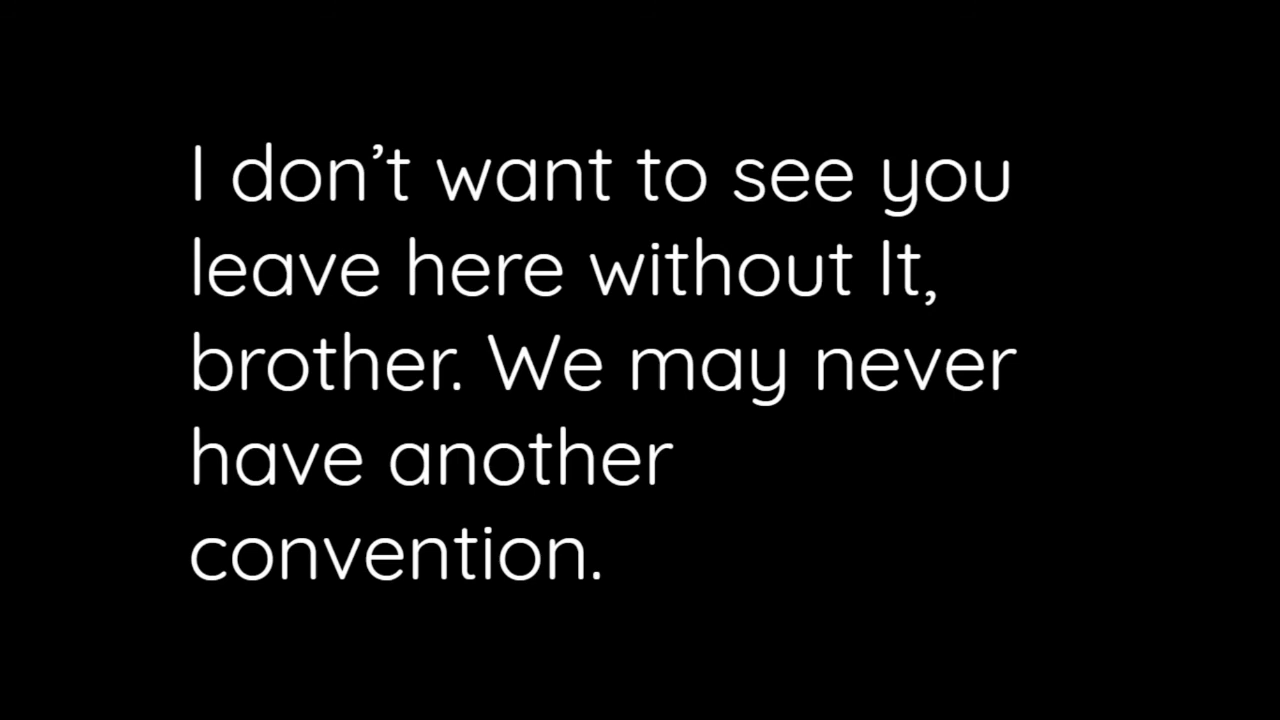 I don’t want to see you
leave here without It,
brother. We may never
have another
convention.